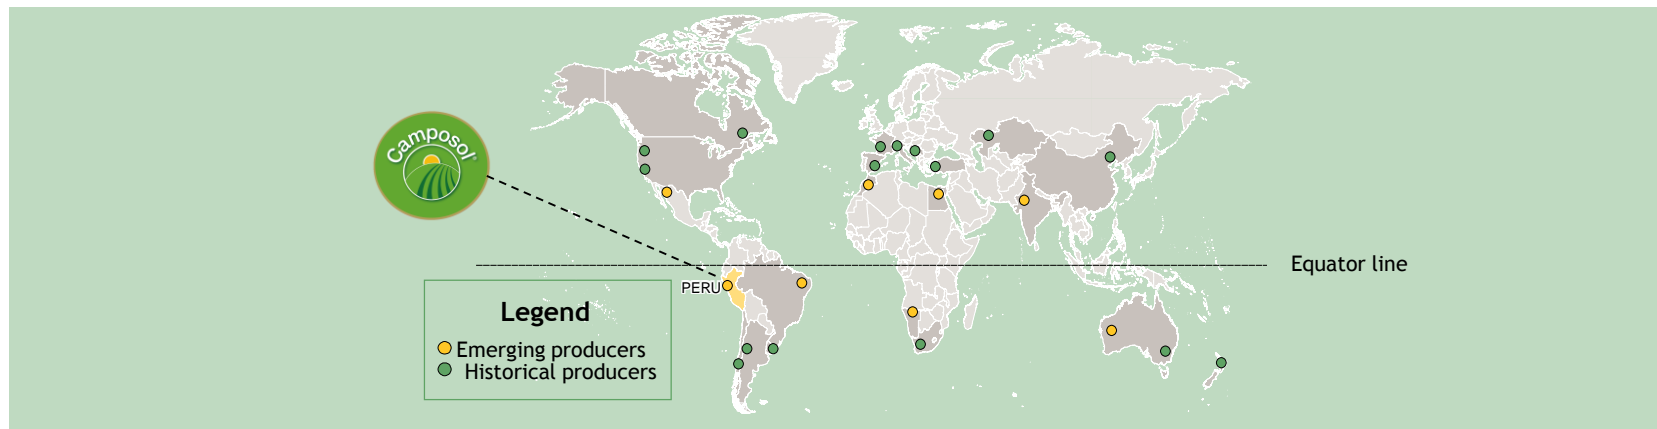 Camposol
Equator line
PERU
Legend
Emerging producers
Historical producers